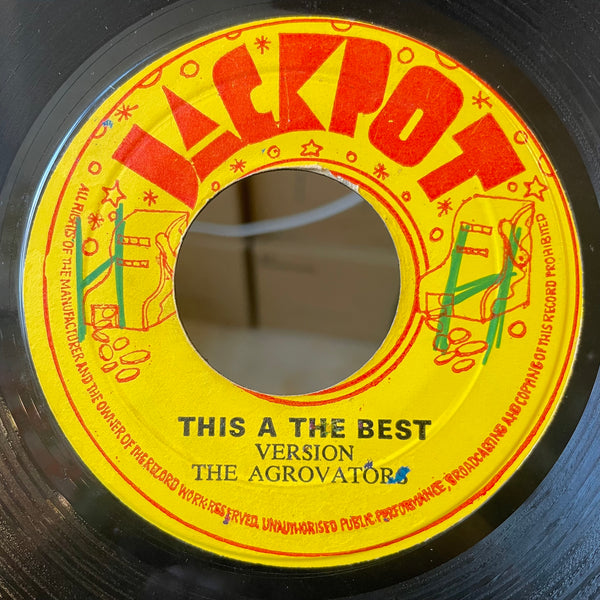 JACKPOT
THIS A THE BEST
VERSION
THE AGROVATORS
ALL RIGHTS OF THE MANUFACTURER AND THE OWNER OF THE RECORD WORK RESERVED, UNAUTHORISED PUBLIC PERFORMANCE, BROADCASTING AND COPYING OF THIS RECORD PROHIBITED